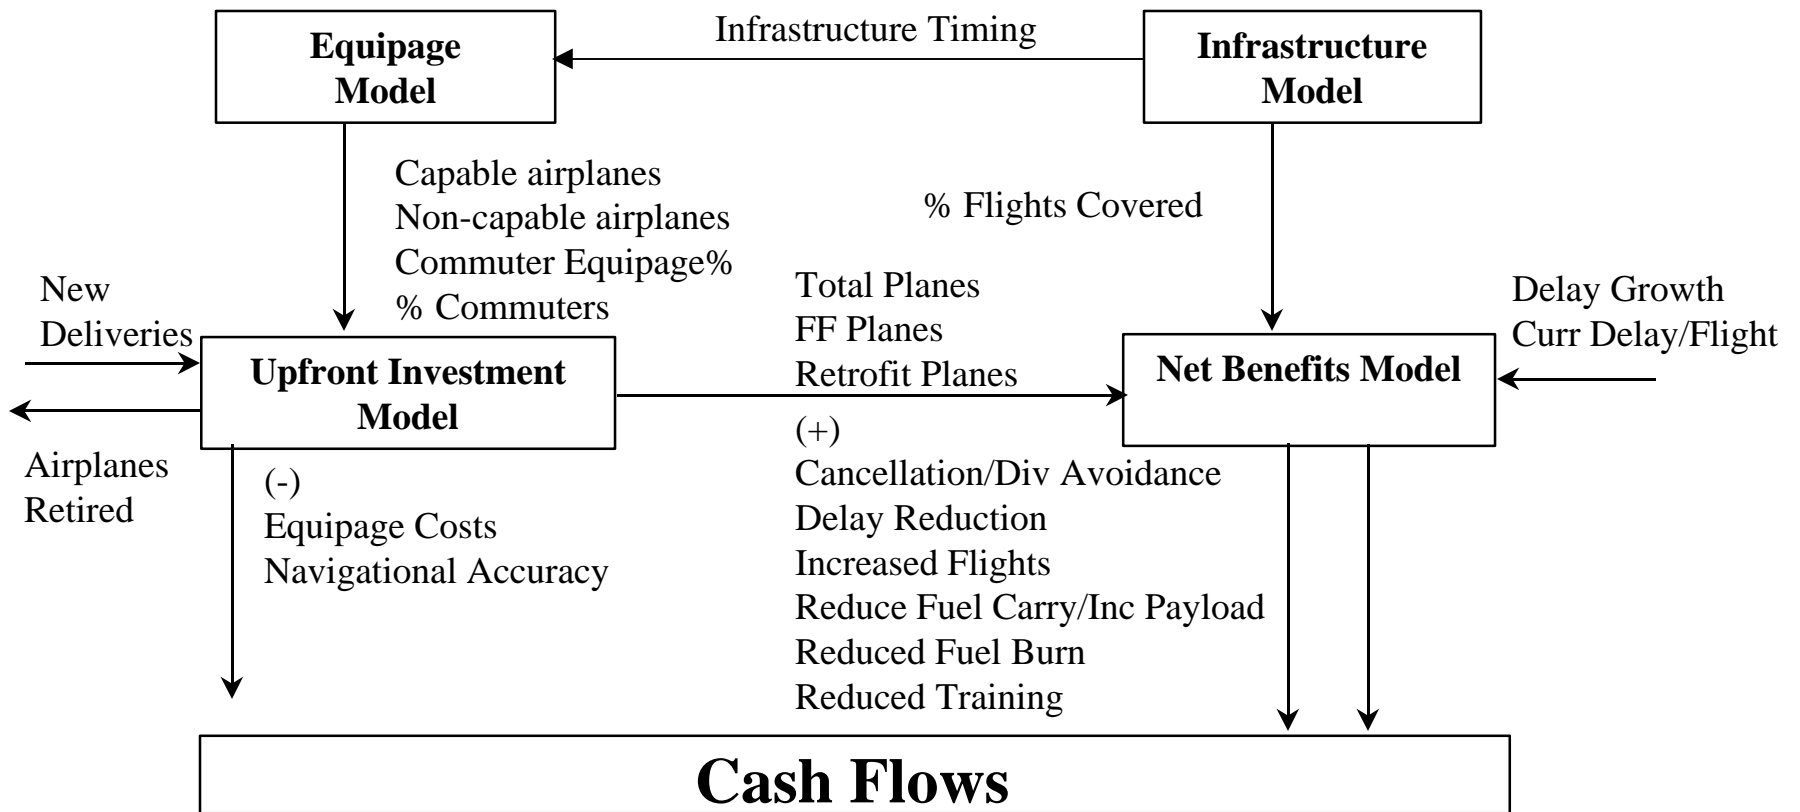 Equipage
Model
Infrastructure Timing
Infrastructure
Model
Capable airplanes
Non-capable airplanes
Commuter Equipage%
% Commuters
% Flights Covered
New
Deliveries
Total Planes
FF Planes
Retrofit Planes
Delay Growth
Curr Delay/Flight
Upfront Investment
Model
Net Benefits Model
Airplanes
Retired
(-)
Equipage Costs
Navigational Accuracy
(+)
Cancellation/Div Avoidance
Delay Reduction
Increased Flights
Reduce Fuel Carry/Inc Payload
Reduced Fuel Burn
Reduced Training
Cash Flows